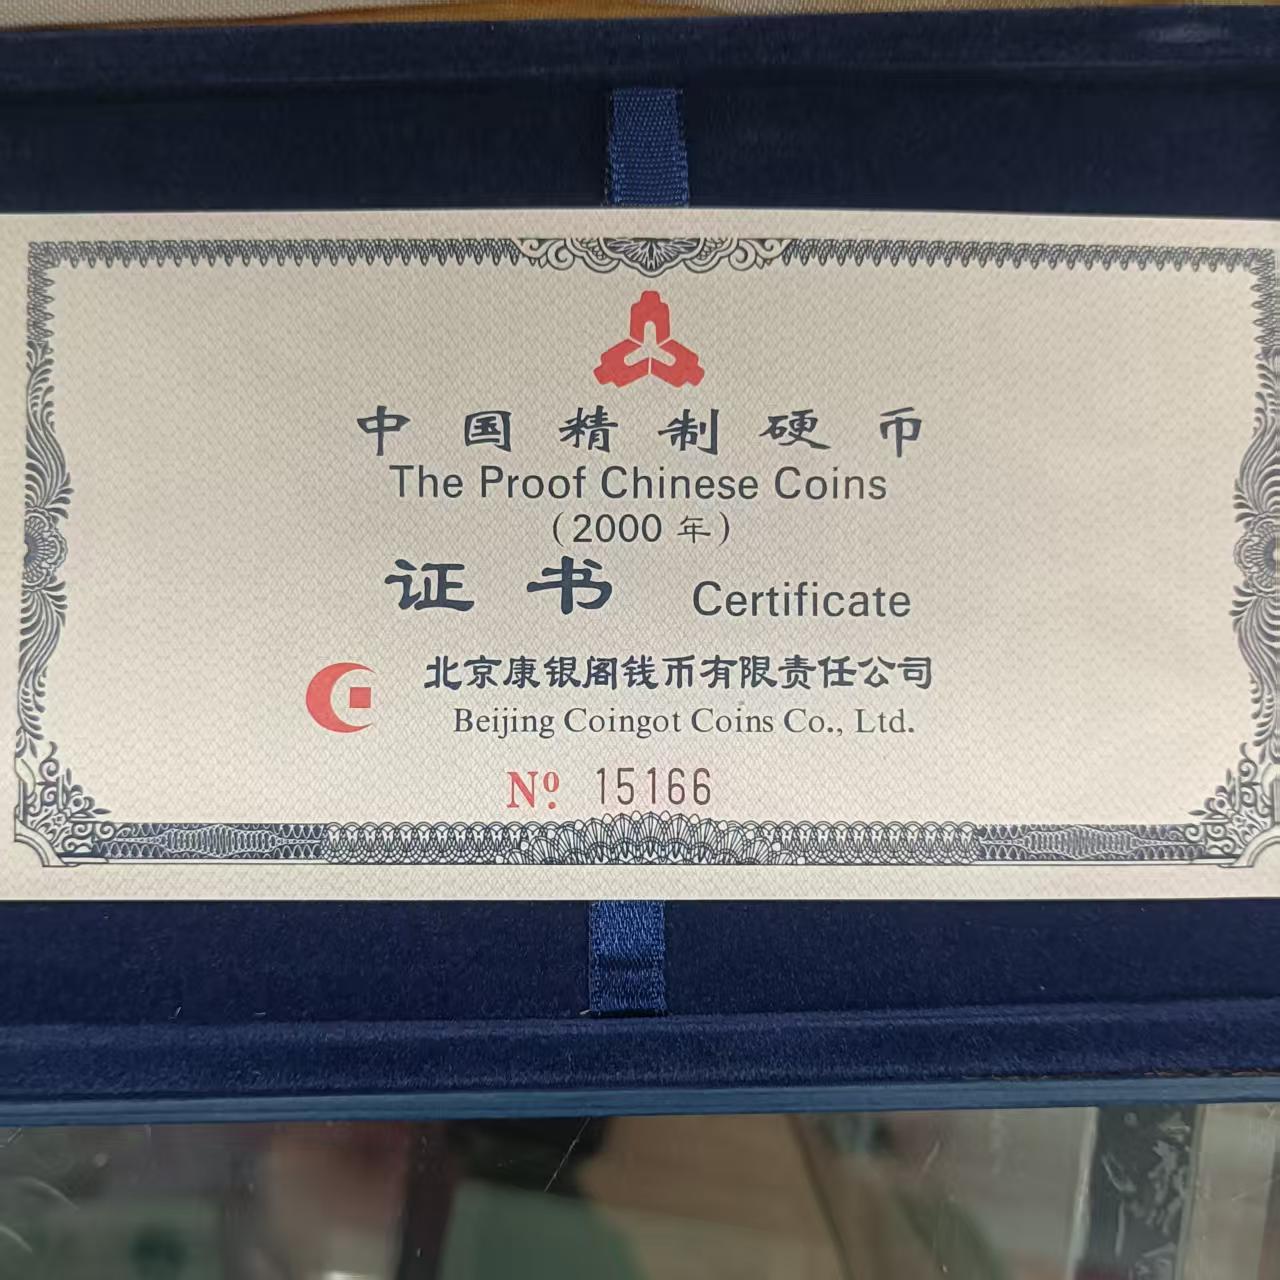 中国精制硬币
The Proof Chinese Coins
(2000 年)
证书 Certificate
北京康银阁钱币有限责任公司
Beijing Coingot Coins Co., Ltd.
Nº. 15166